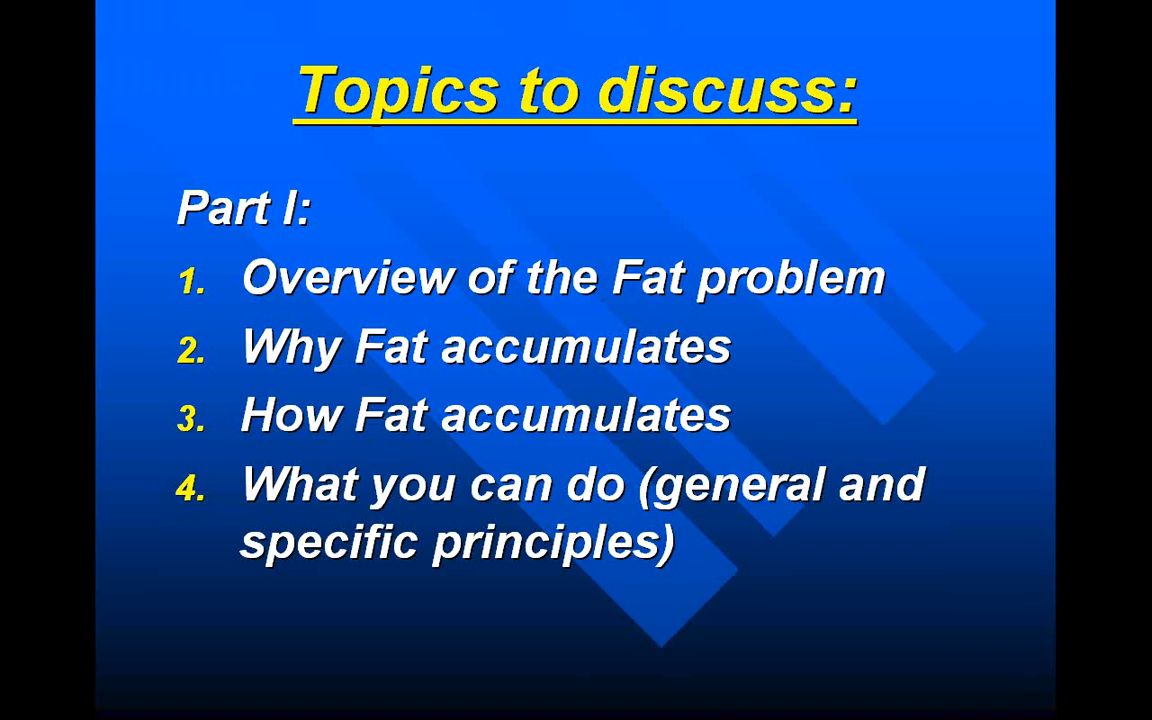 Topics to discuss:
Part I:
1. Overview of the Fat problem
2. Why Fat accumulates
3. How Fat accumulates
4. What you can do (general and
specific principles)